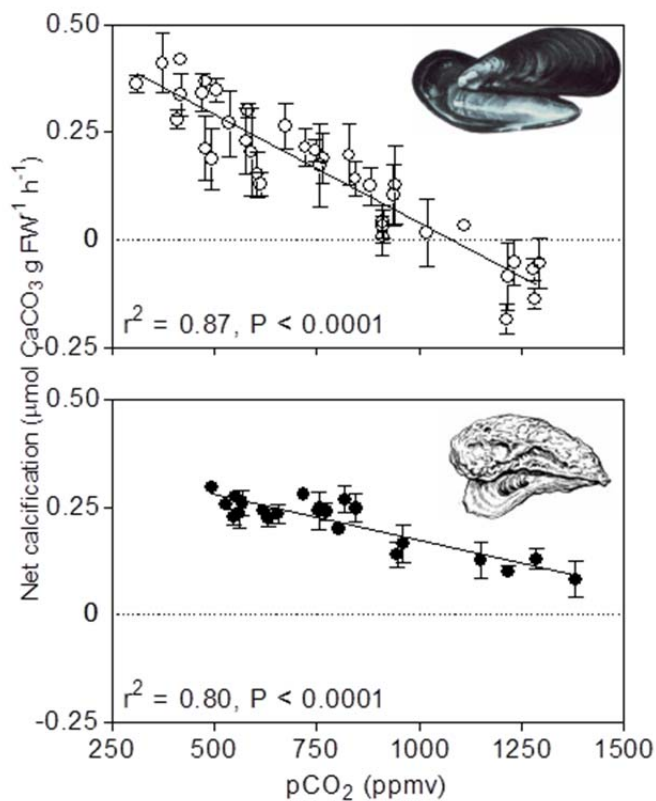 Net calcification (µmol CaCO₃ g FW⁻¹ h⁻¹)
0.50
0.25
0
-0.25
r² = 0.87, P < 0.0001
0.50
0.25
0
-0.25
r² = 0.80, P < 0.0001
250 500 750 1000 1250 1500
pCO₂ (ppmv)